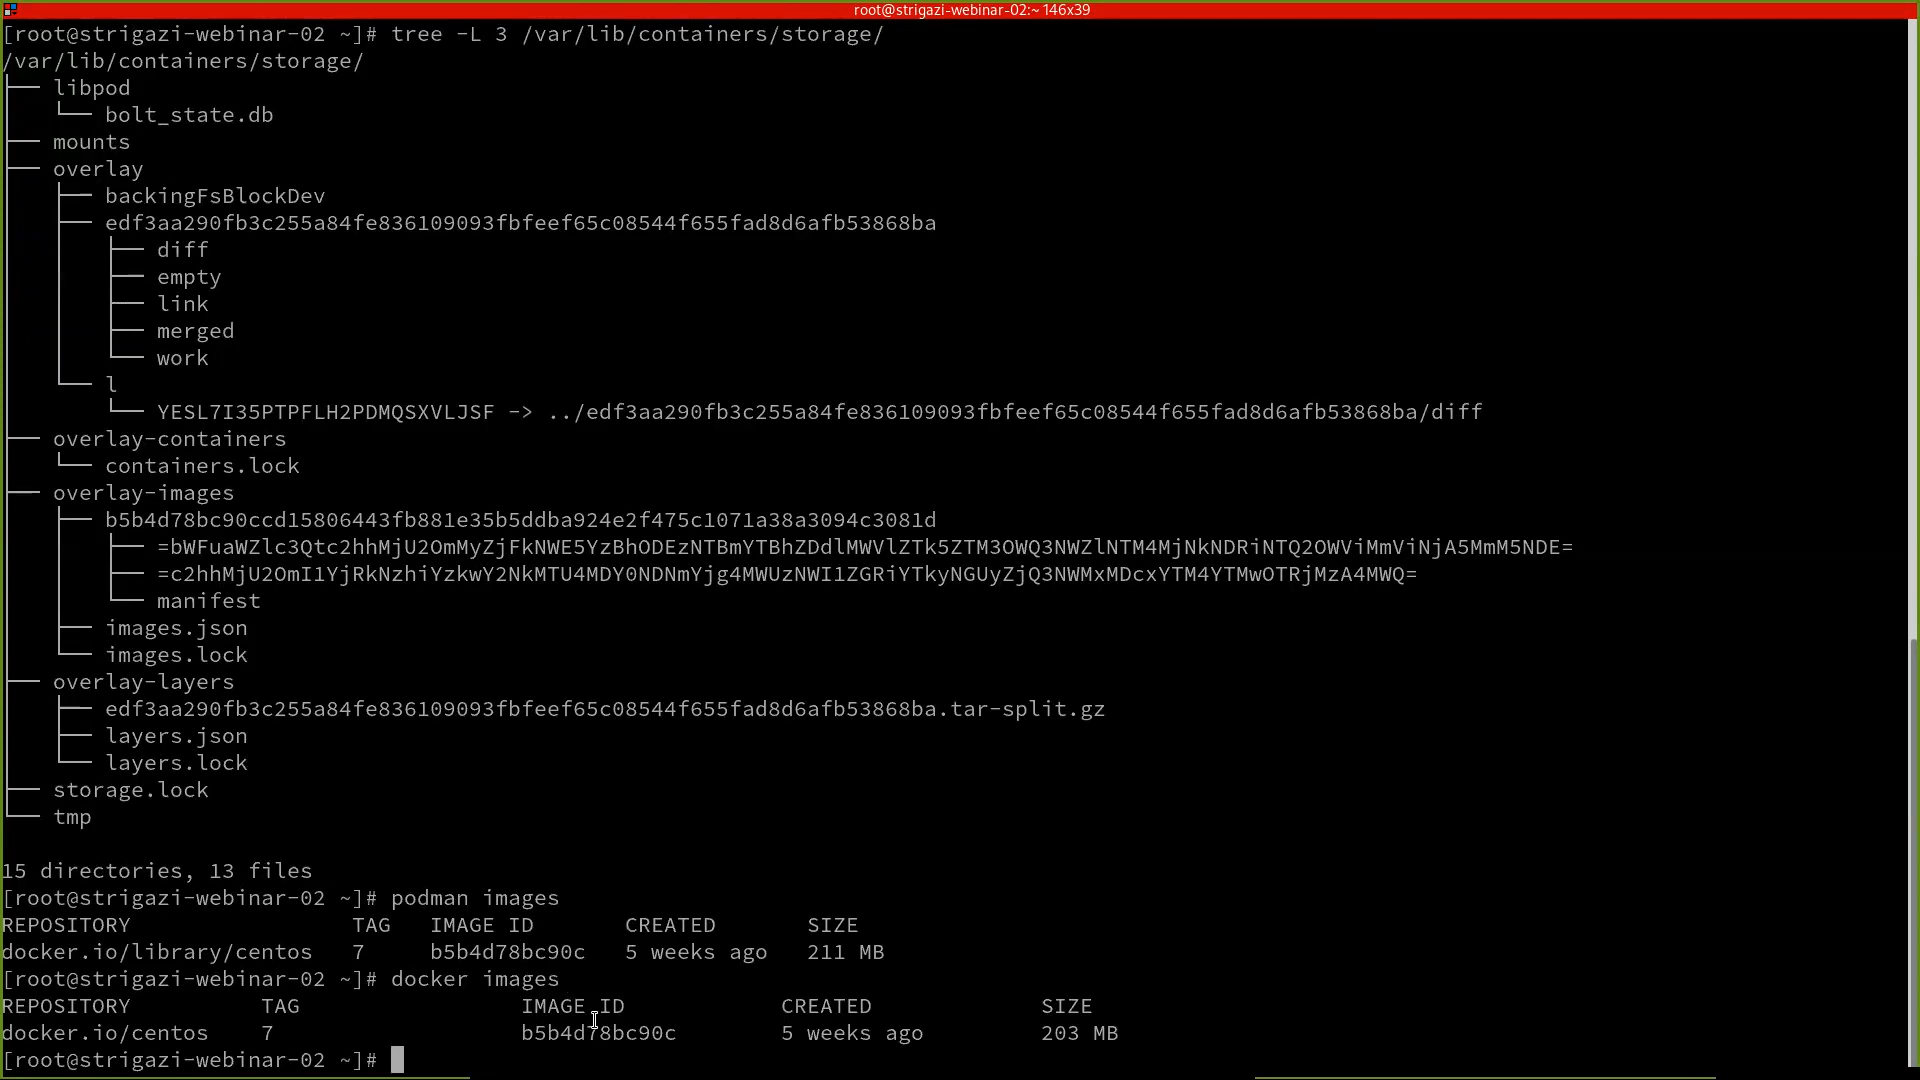 root@strigazi-webinar-02:~ 146x39
[root@strigazi-webinar-02 ~]# tree -L 3 /var/lib/containers/storage/
/var/lib/containers/storage/
├── libpod
│   └── bolt_state.db
├── mounts
├── overlay
│   ├── backingFsBlockDev
│   ├── edf3aa290fb3c255a84fe836109093fbfeef65c08544f655fad8d6afb53868ba
│   │   ├── diff
│   │   ├── empty
│   │   ├── link
│   │   ├── merged
│   │   └── work
│   └── l
│       └── YESL7I35PTPFLH2PDMQSXVLJSF -> ../edf3aa290fb3c255a84fe836109093fbfeef65c08544f655fad8d6afb53868ba/diff
├── overlay-containers
│   └── containers.lock
├── overlay-images
│   ├── b5b4d78bc90ccd15806443fb881e35b5ddba924e2f475c1071a38a3094c3081d
│   │   ├── =bWFuaWZlc3Qtc2hhMjU2OmMyZjFkNWE5YzBhODEzNTBmYTBhZDdlMWVlZTk5ZTM3OWQ3NWZlNTM4MjNkNDRiNTQ2OWViMmViNjA5MmM5NDE=
│   │   ├── =c2hhMjU2OmI1YjRkNzhiYzkwY2NkMTU4MDY0NDNmYjg4MWUzNWI1ZGRiYTkyNGUyZjQ3NWMxMDcxYTM4YTMwOTRjMzA4MWQ=
│   │   └── manifest
│   ├── images.json
│   └── images.lock
├── overlay-layers
│   ├── edf3aa290fb3c255a84fe836109093fbfeef65c08544f655fad8d6afb53868ba.tar-split.gz
│   ├── layers.json
│   └── layers.lock
├── storage.lock
└── tmp
15 directories, 13 files
[root@strigazi-webinar-02 ~]# podman images
REPOSITORY                 TAG   IMAGE ID       CREATED       SIZE
docker.io/library/centos   7     b5b4d78bc90c   5 weeks ago   211 MB
[root@strigazi-webinar-02 ~]# docker images
REPOSITORY          TAG                 IMAGE ID            CREATED             SIZE
docker.io/centos    7                   b5b4d78bc90c        5 weeks ago         203 MB
[root@strigazi-webinar-02 ~]#